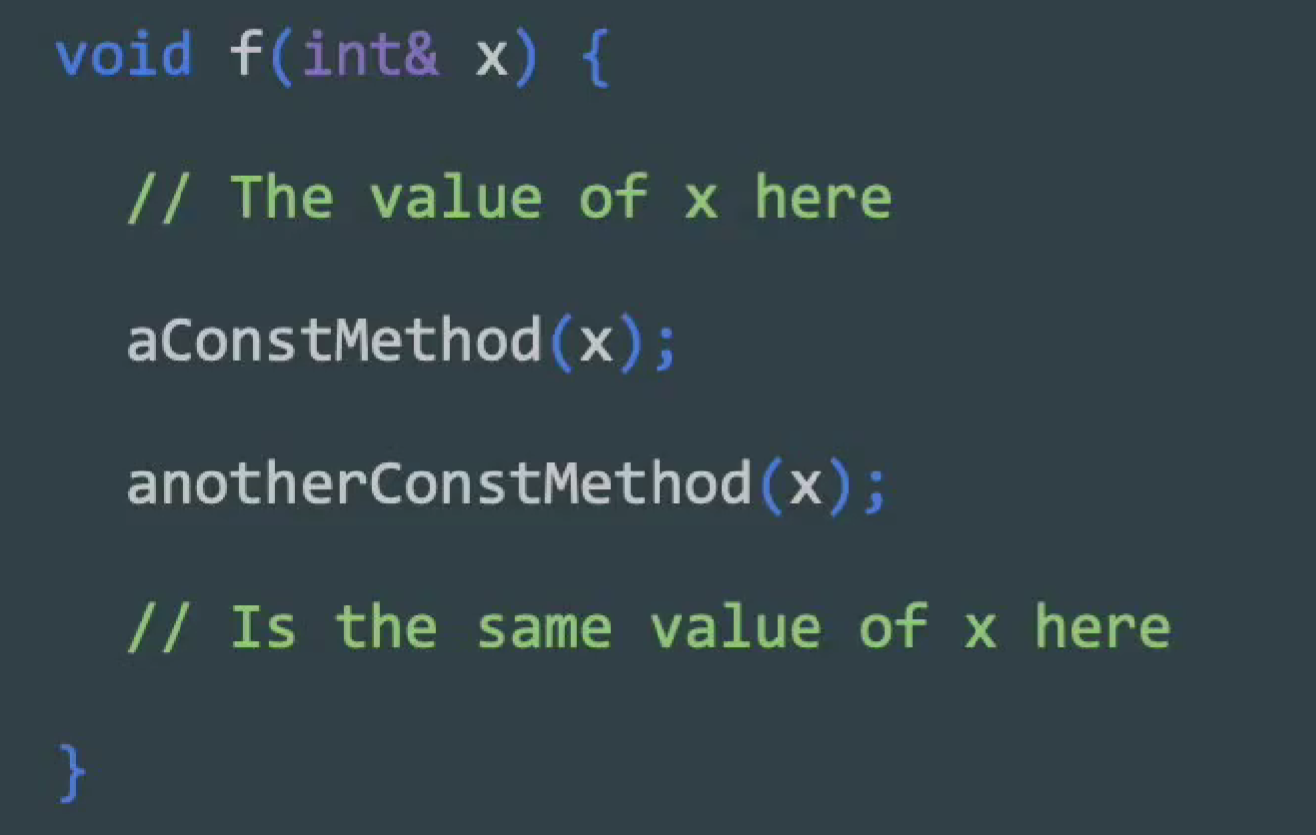 void f(int& x) {
// The value of x here
aConstMethod(x);
anotherConstMethod(x);
// Is the same value of x here
}